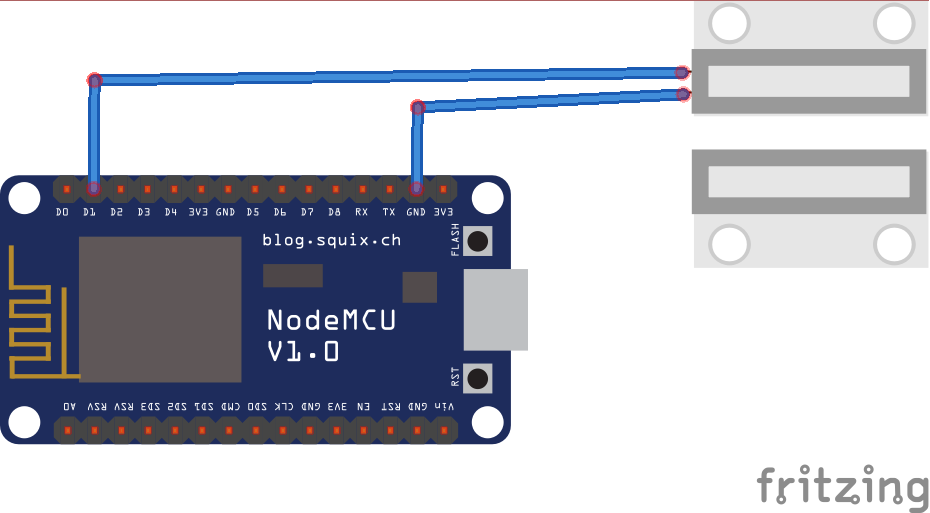 D0 D1 D2 D3 D4 3V3 GND D5 D6 D7 D8 RX TX GND 3V3
blog.squix.ch
FLASH
NodeMCU
V1.0
RST
A0 RSV RSV SD3 SD2 SD1 CMD SD0 CLK GND 3V3 EN RST GND Vin
fritzing